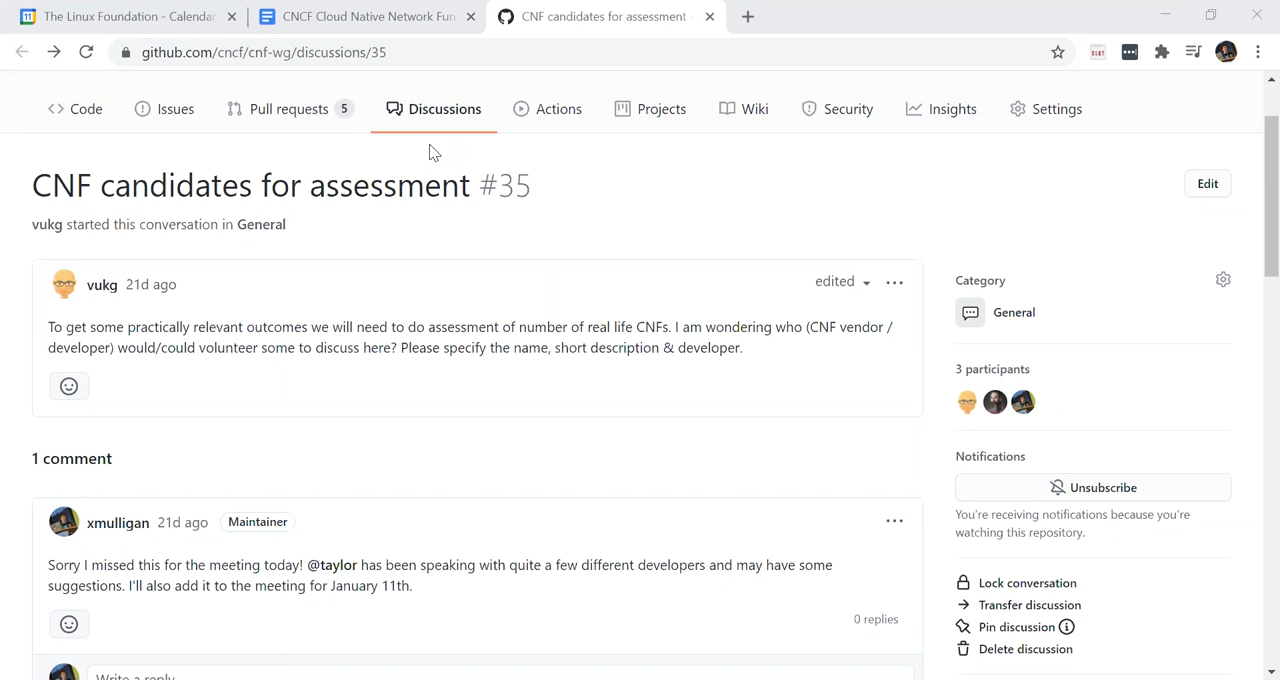 The Linux Foundation - Calendar
CNCF Cloud Native Network Fun
CNF candidates for assessment
github.com/cncf/cnf-wg/discussions/35
Code
Issues
Pull requests 5
Discussions
Actions
Projects
Wiki
Security
Insights
Settings
CNF candidates for assessment #35
Edit
vukg started this conversation in General
vukg 21d ago
edited
To get some practically relevant outcomes we will need to do assessment of number of real life CNFs. I am wondering who (CNF vendor /
developer) would/could volunteer some to discuss here? Please specify the name, short description & developer.
1 comment
xmulligan 21d ago Maintainer
Sorry I missed this for the meeting today! @taylor has been speaking with quite a few different developers and may have some
suggestions. I'll also add it to the meeting for January 11th.
0 replies
Write a reply
Category
General
3 participants
Notifications
Unsubscribe
You're receiving notifications because you're
watching this repository.
Lock conversation
Transfer discussion
Pin discussion
Delete discussion